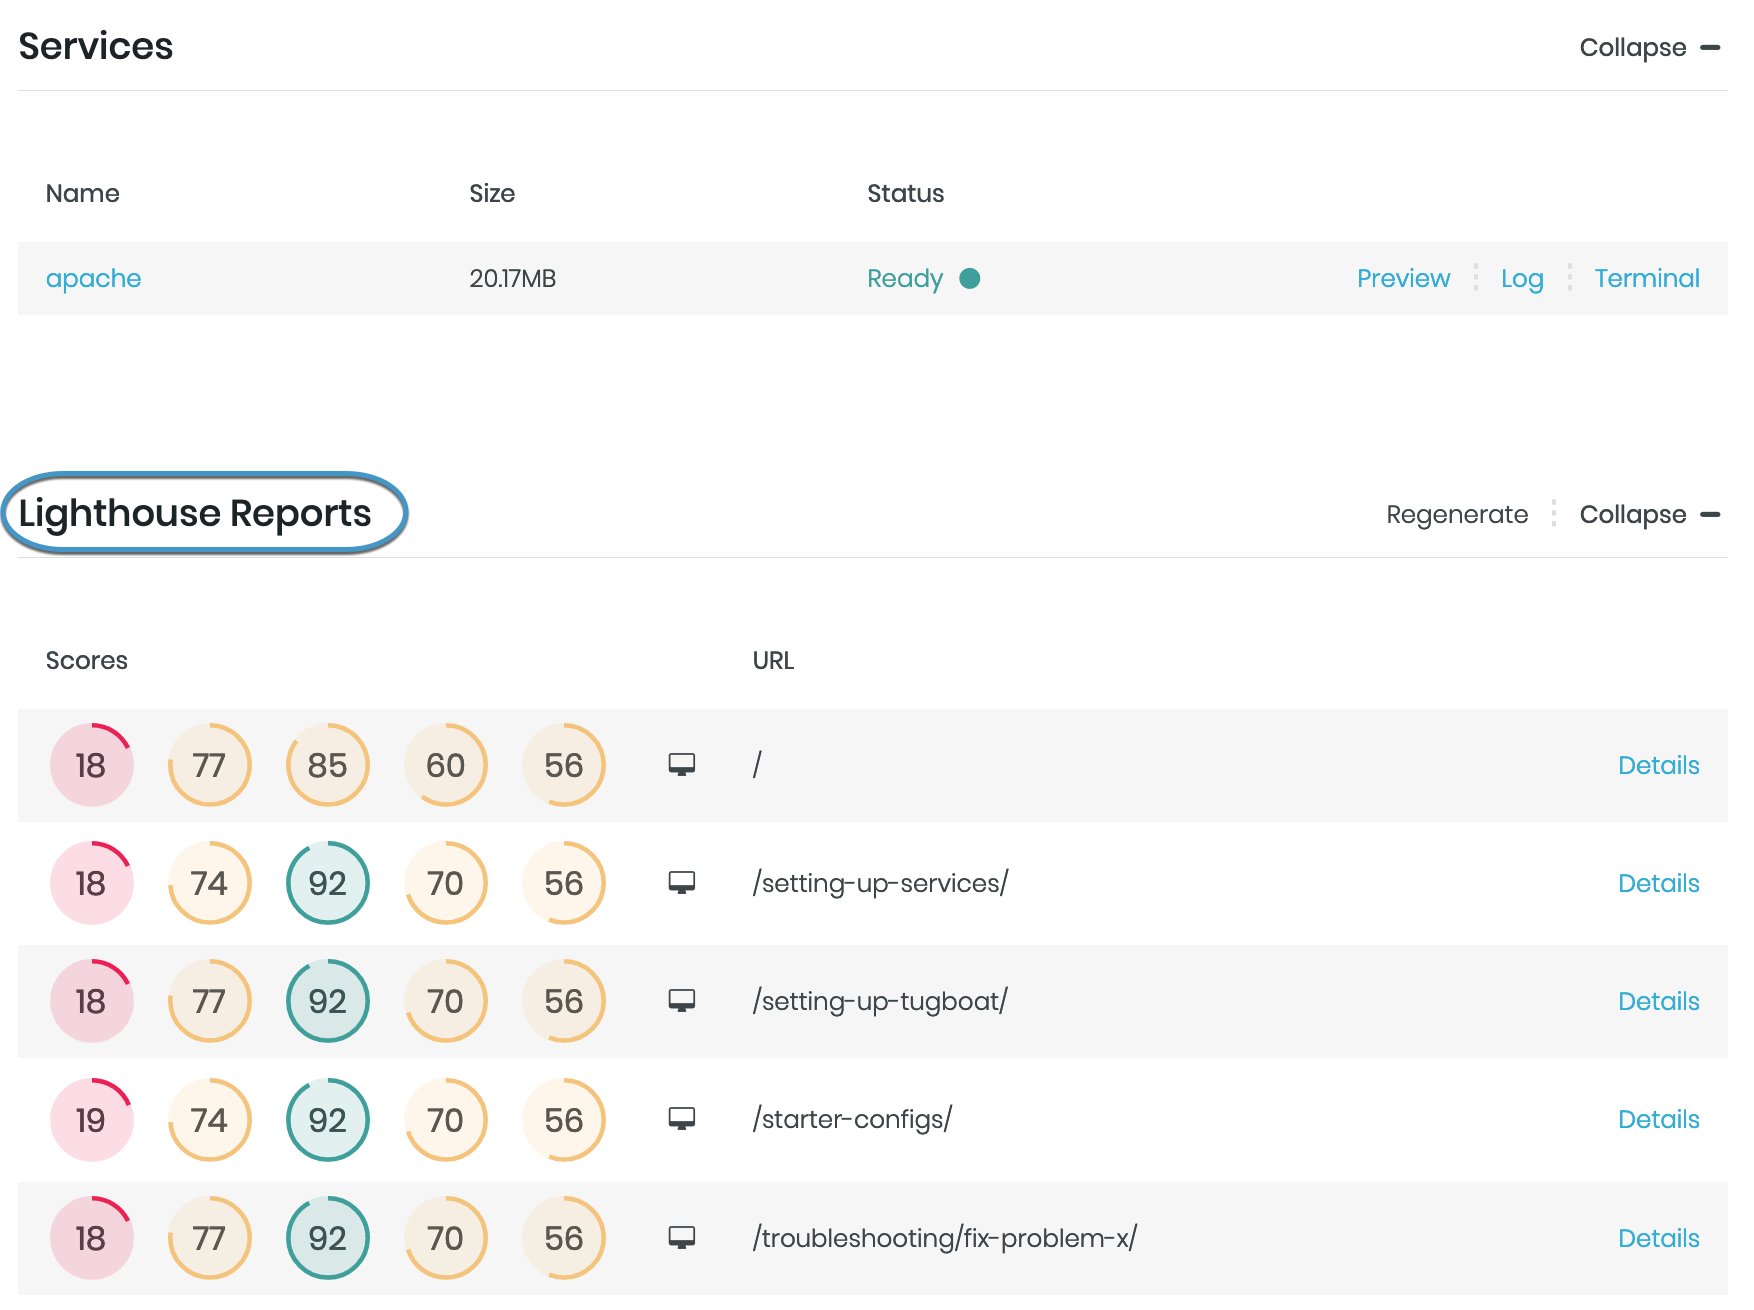 Services
Collapse
Name Size Status
apache 20.17MB Ready Preview Log Terminal
Lighthouse Reports
Regenerate Collapse
Scores URL
18 77 85 60 56 / Details
18 74 92 70 56 /setting-up-services/ Details
18 77 92 70 56 /setting-up-tugboat/ Details
19 74 92 70 56 /starter-configs/ Details
18 77 92 70 56 /troubleshooting/fix-problem-x/ Details